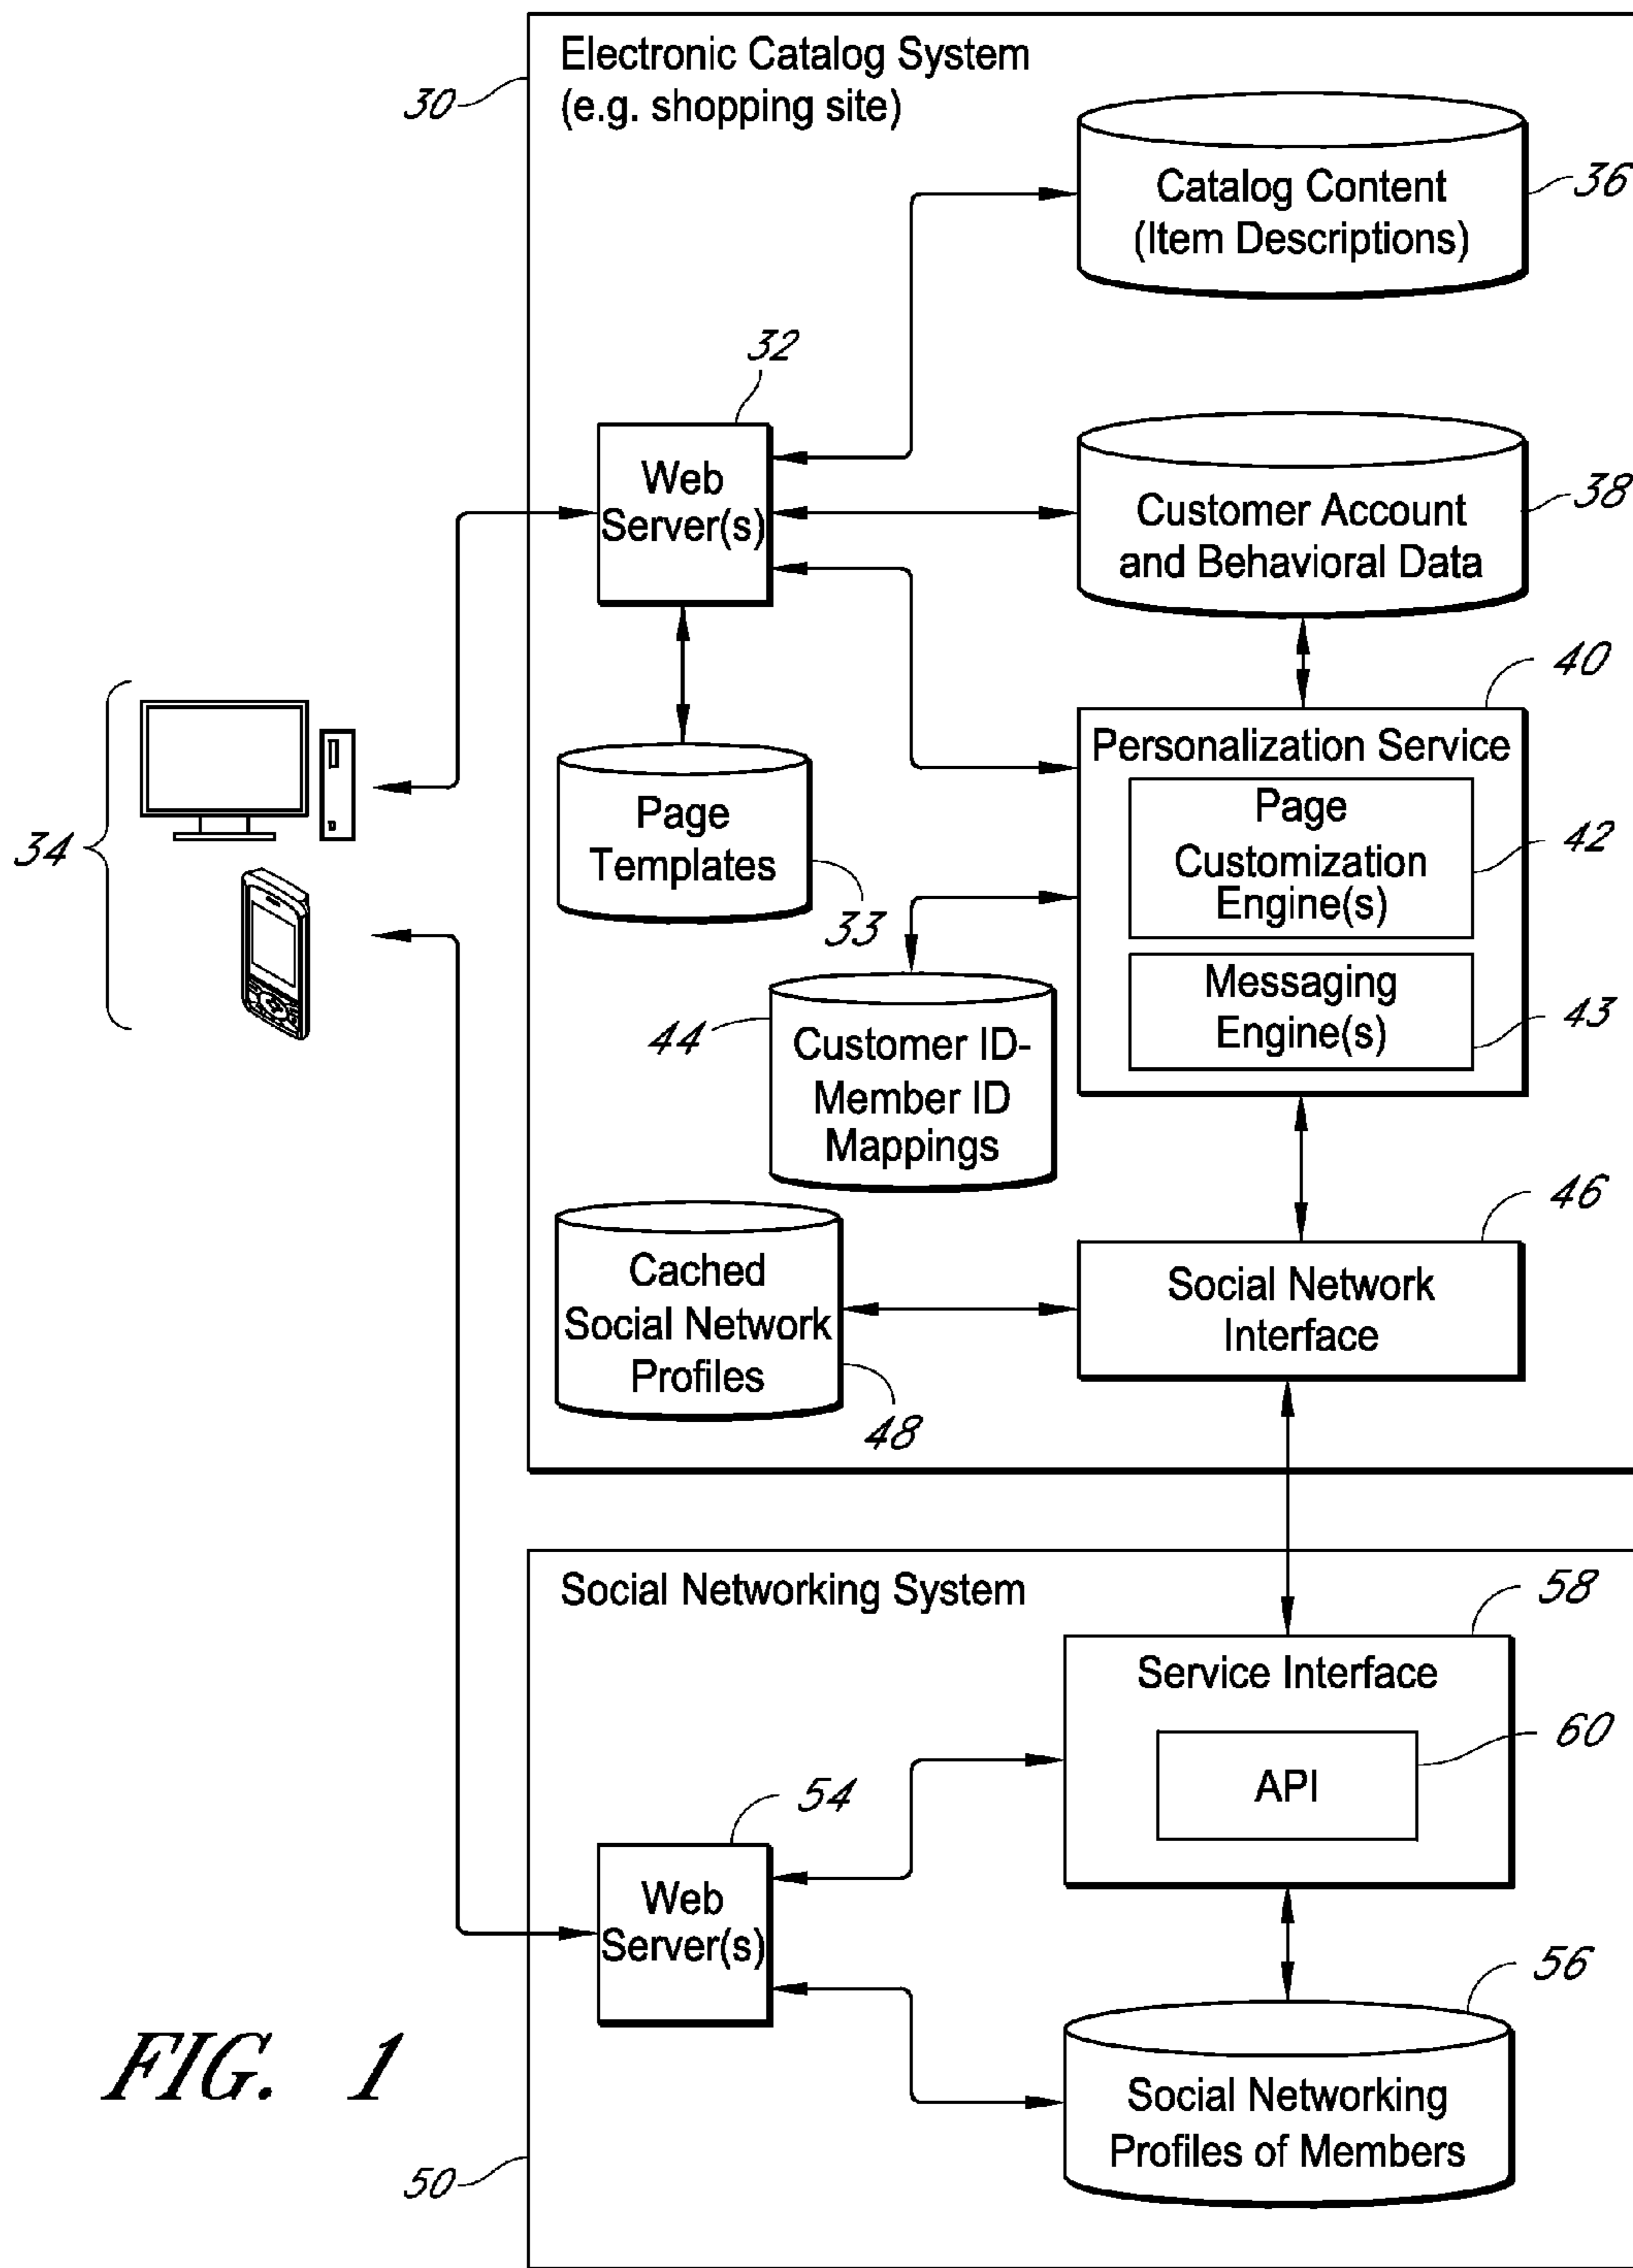 Electronic Catalog System
(e.g. shopping site)
30
Catalog Content
(Item Descriptions)
36
32
Web
Server(s)
Customer Account
and Behavioral Data
38
40
Personalization Service
Page
Customization
Engine(s)
42
Messaging
Engine(s)
43
34
Page
Templates
33
44
Customer ID-
Member ID
Mappings
46
Social Network
Interface
Cached
Social Network
Profiles
48
Social Networking System
58
Service Interface
60
API
54
Web
Server(s)
56
Social Networking
Profiles of Members
50
FIG. 1